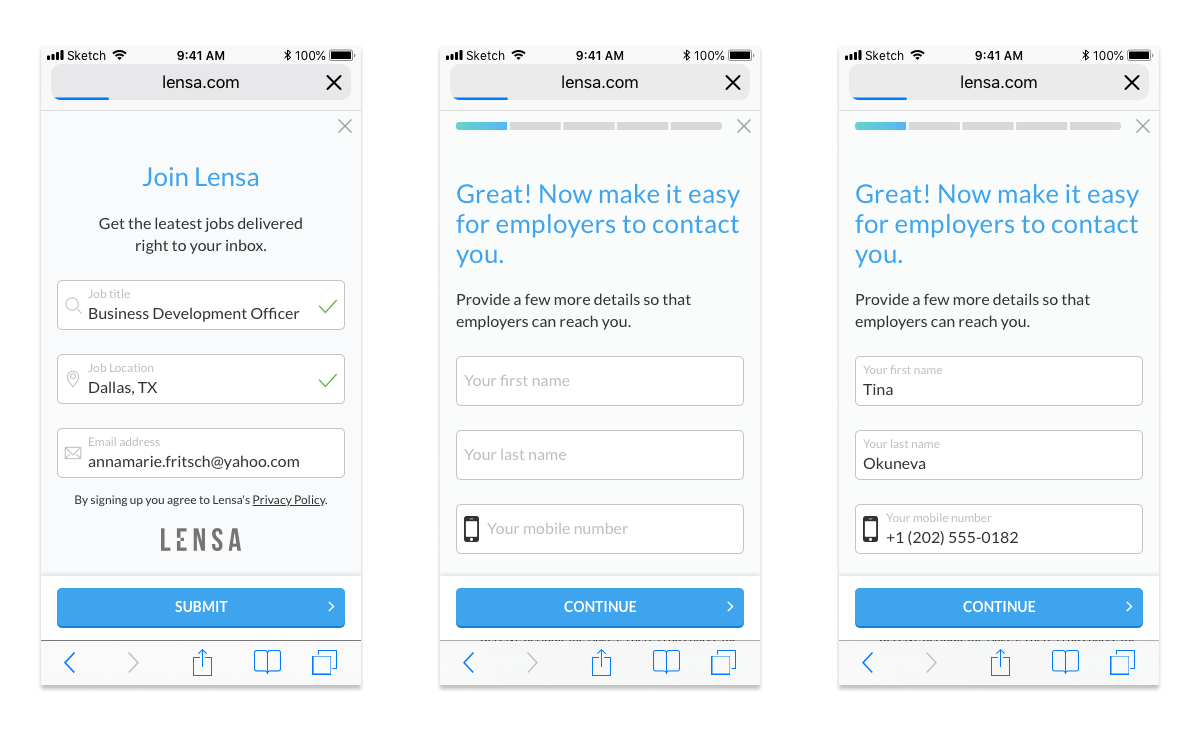 Sketch 9:41 AM 100%
lensa.com
Join Lensa
Get the leatest jobs delivered
right to your inbox.
Job title
Business Development Officer
Job Location
Dallas, TX
Email address
annamarie.fritsch@yahoo.com
By signing up you agree to Lensa's Privacy Policy.
LENSA
SUBMIT
Sketch 9:41 AM 100%
lensa.com
Great! Now make it easy
for employers to contact
you.
Provide a few more details so that
employers can reach you.
Your first name
Your last name
Your mobile number
CONTINUE
Sketch 9:41 AM 100%
lensa.com
Great! Now make it easy
for employers to contact
you.
Provide a few more details so that
employers can reach you.
Your first name
Tina
Your last name
Okuneva
Your mobile number
+1 (202) 555-0182
CONTINUE